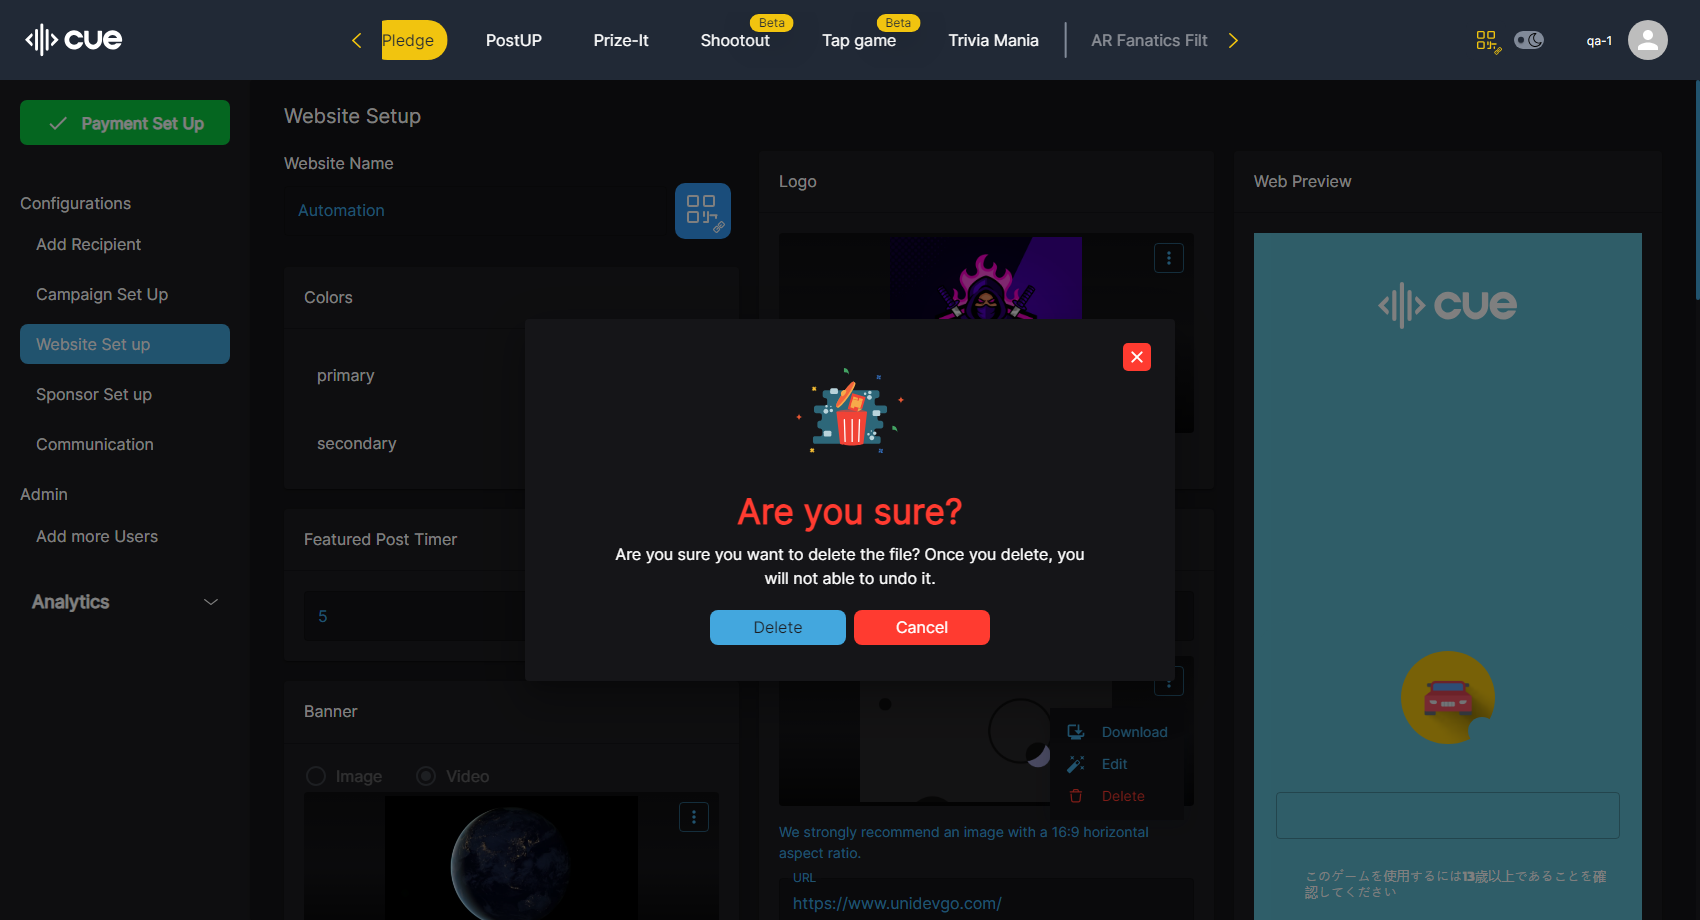 cue
Pledge
PostUP
Prize-It
Beta
Shootout
Beta
Tap game
Trivia Mania
AR Fanatics Filt
qa-1
Payment Set Up
Configurations
Add Recipient
Campaign Set Up
Website Set up
Sponsor Set up
Communication
Admin
Add more Users
Analytics
Website Setup
Website Name
Automation
Colors
primary
secondary
Featured Post Timer
5
Banner
Image
Video
Logo
Are you sure?
Are you sure you want to delete the file? Once you delete, you
will not able to undo it.
Delete
Cancel
Download
Edit
Delete
We strongly recommend an image with a 16:9 horizontal
aspect ratio.
URL
https://www.unidevgo.com/
Web Preview
cue
このゲームを使用するには13歳以上であることを確
認してください